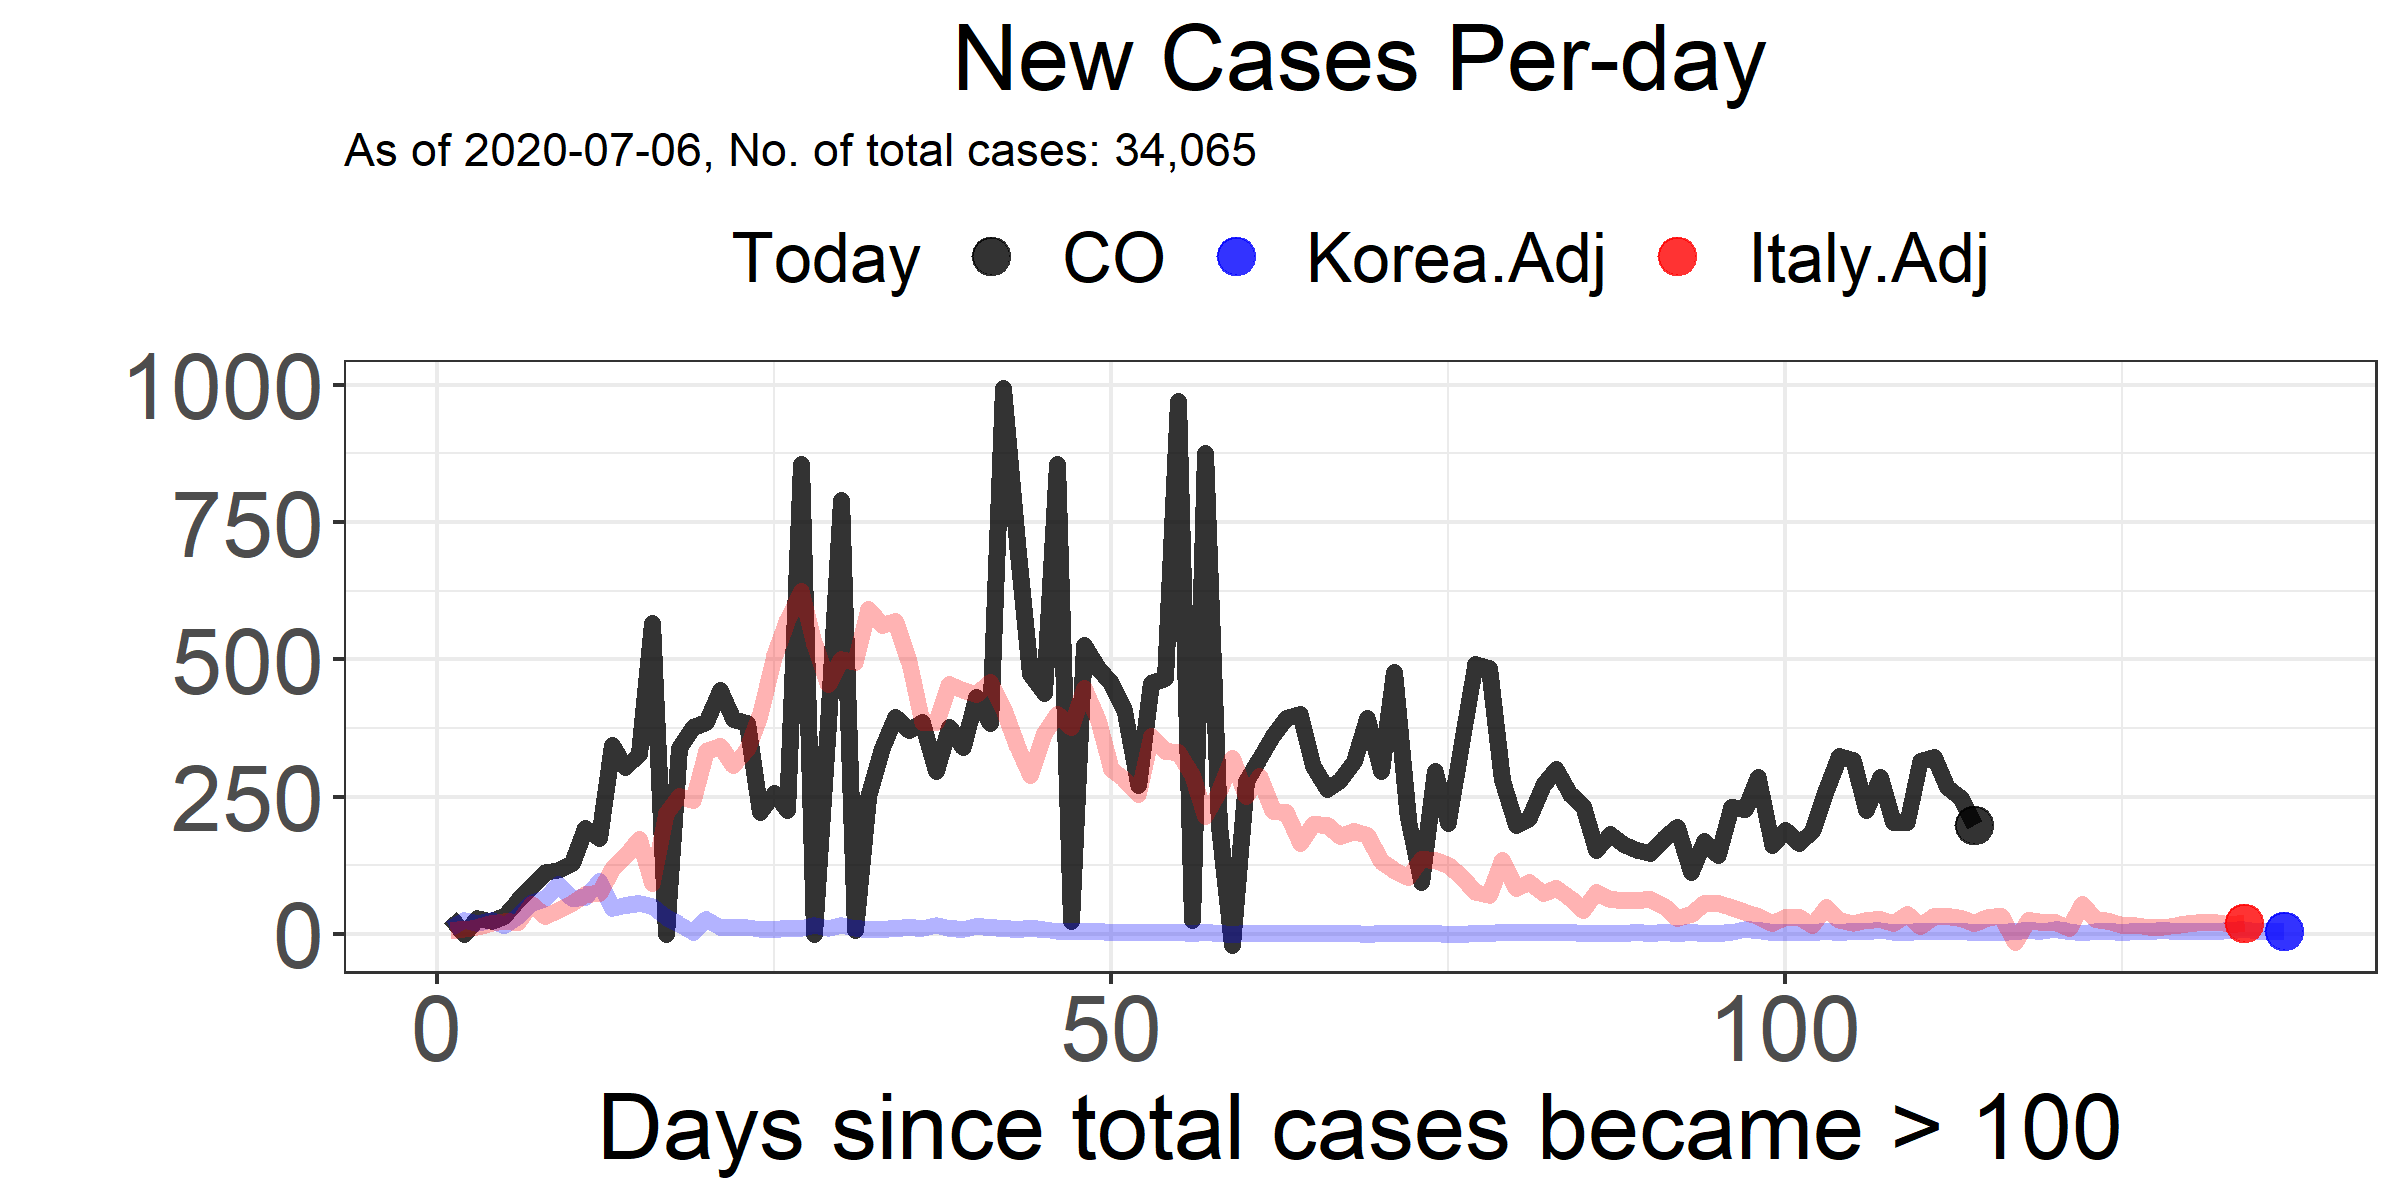 New Cases Per-day
As of 2020-07-06, No. of total cases: 34,065
Today CO Korea.Adj Italy.Adj
1000
750
500
250
0
0 50 100
Days since total cases became > 100